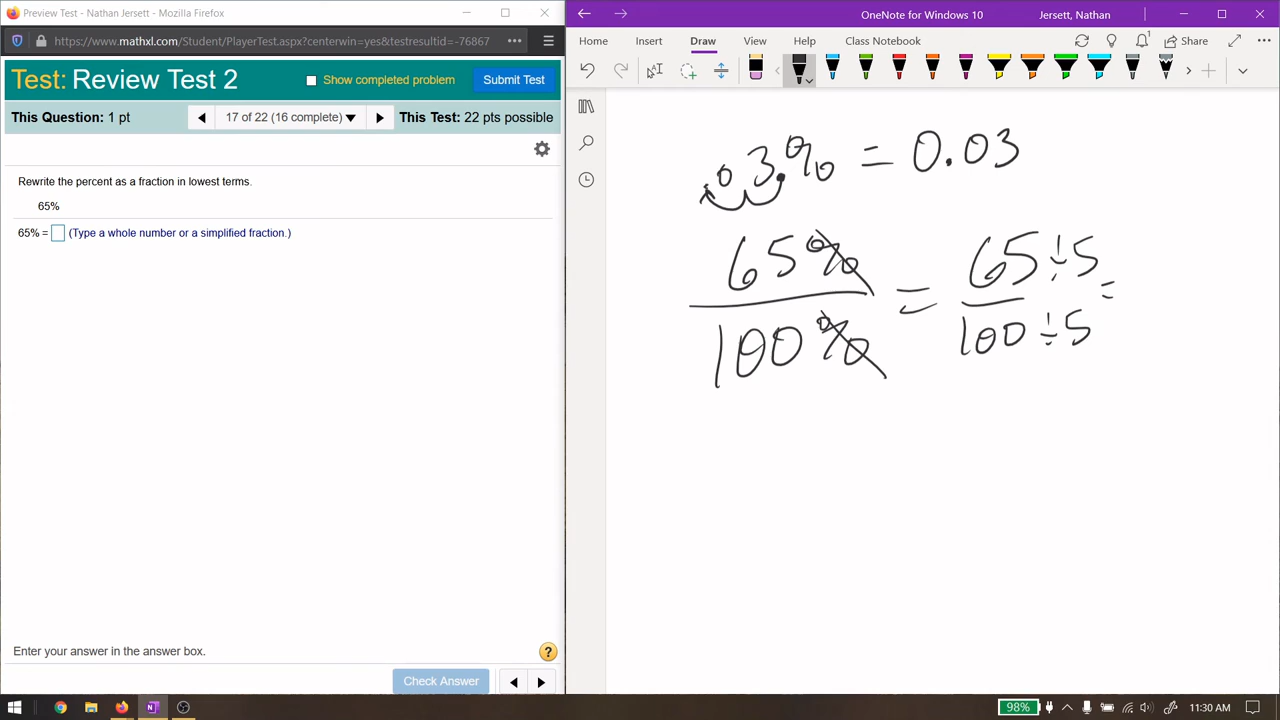 Preview Test - Nathan Jersett - Mozilla Firefox
https://www.mathxl.com/Student/PlayerTest.aspx?centerwin=yes&testresultid=-76867
Test: Review Test 2
Show completed problem
Submit Test
This Question: 1 pt
17 of 22 (16 complete)
This Test: 22 pts possible
Rewrite the percent as a fraction in lowest terms.
65%
65% = (Type a whole number or a simplified fraction.)
Enter your answer in the answer box.
?
Check Answer
OneNote for Windows 10
Jersett, Nathan
Home Insert Draw View Help Class Notebook
Share
03.% = 0.03
65% = 65÷5 =
100% 100÷5
98%
11:30 AM